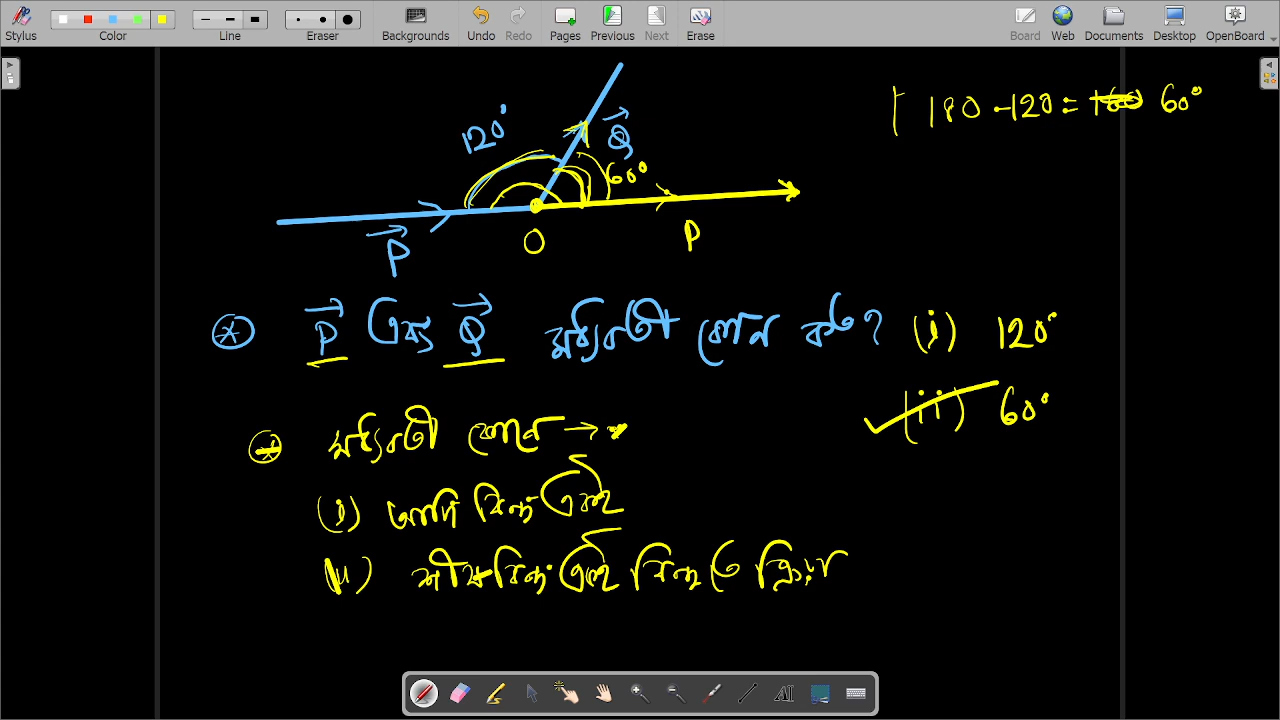 Stylus Color Line Eraser Backgrounds Undo Redo Pages Previous Next Erase Board Web Documents Desktop OpenBoard
180 - 120 = 60°
120°
Q
60°
P
O
P
P এবং Q মধ্যবর্তী কোন কত? (i) 120°
(ii) 60°
মধ্যবর্তী কোন →
(i) আদি বিন্দু একই
(ii) শীর্ষবিন্দু একই বিন্দু তে